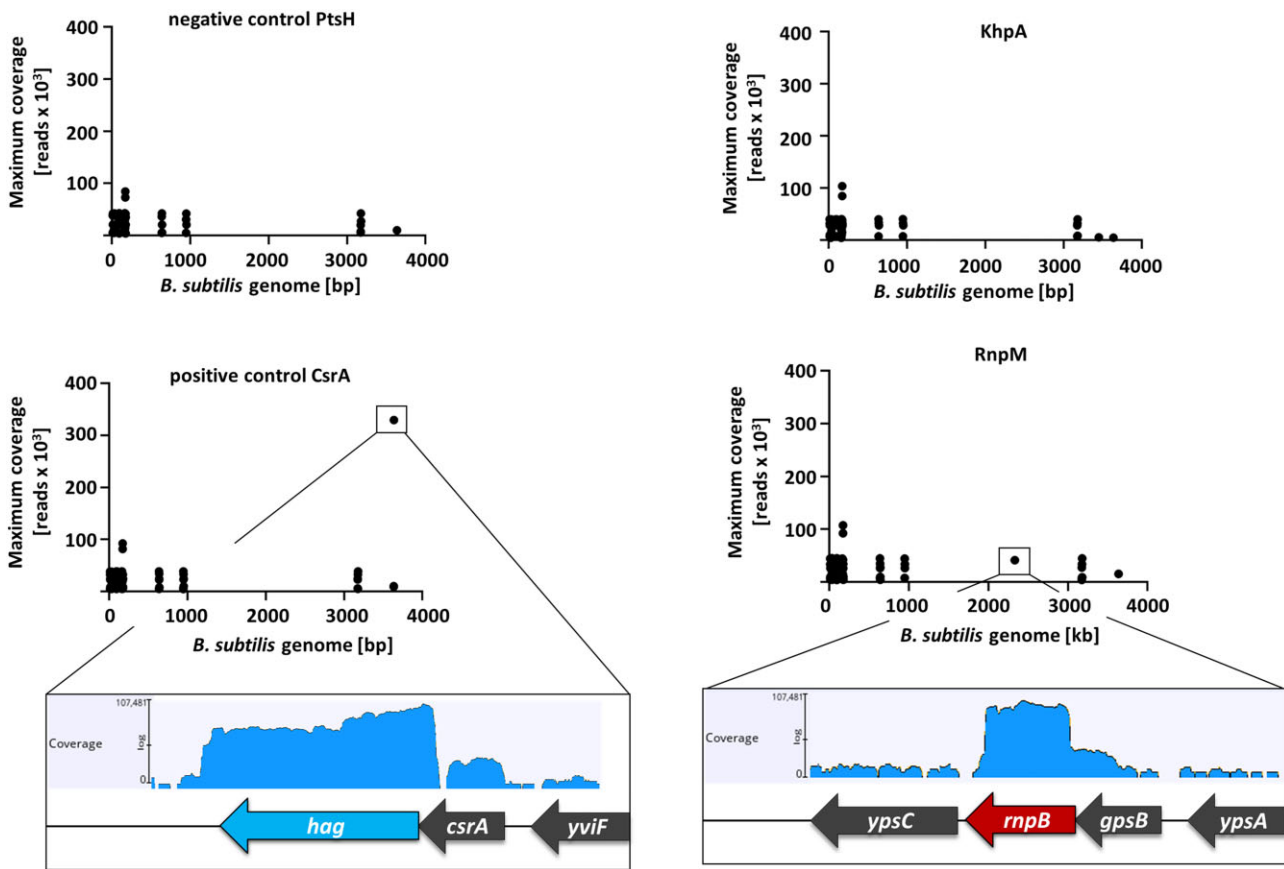 negative control PtsH
Maximum coverage
[reads x 10³]
400
300
200
100
0
1000
2000
3000
4000
B. subtilis genome [bp]
KhpA
Maximum coverage
[reads x 10³]
400
300
200
100
0
1000
2000
3000
4000
B. subtilis genome [bp]
positive control CsrA
Maximum coverage
[reads x 10³]
400
300
200
100
0
1000
2000
3000
4000
B. subtilis genome [bp]
107,481
Coverage
log
0
hag
csrA
yviF
RnpM
Maximum coverage
[reads x 10³]
400
300
200
100
0
1000
2000
3000
4000
B. subtilis genome [kb]
107,481
Coverage
log
0
ypsC
rnpB
gpsB
ypsA